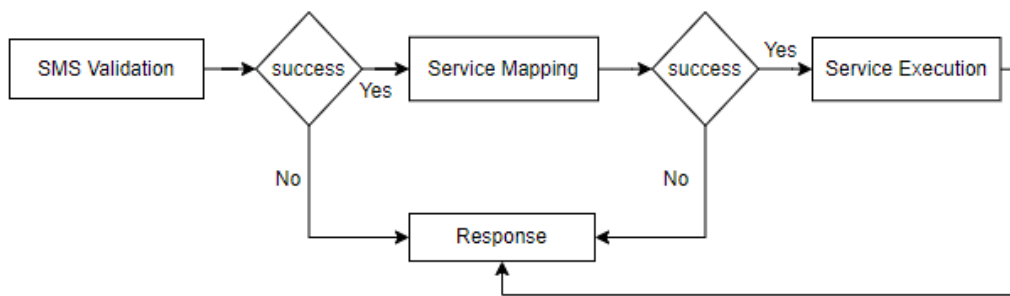 SMS Validation
success
Yes
Service Mapping
success
Yes
Service Execution
No
No
Response